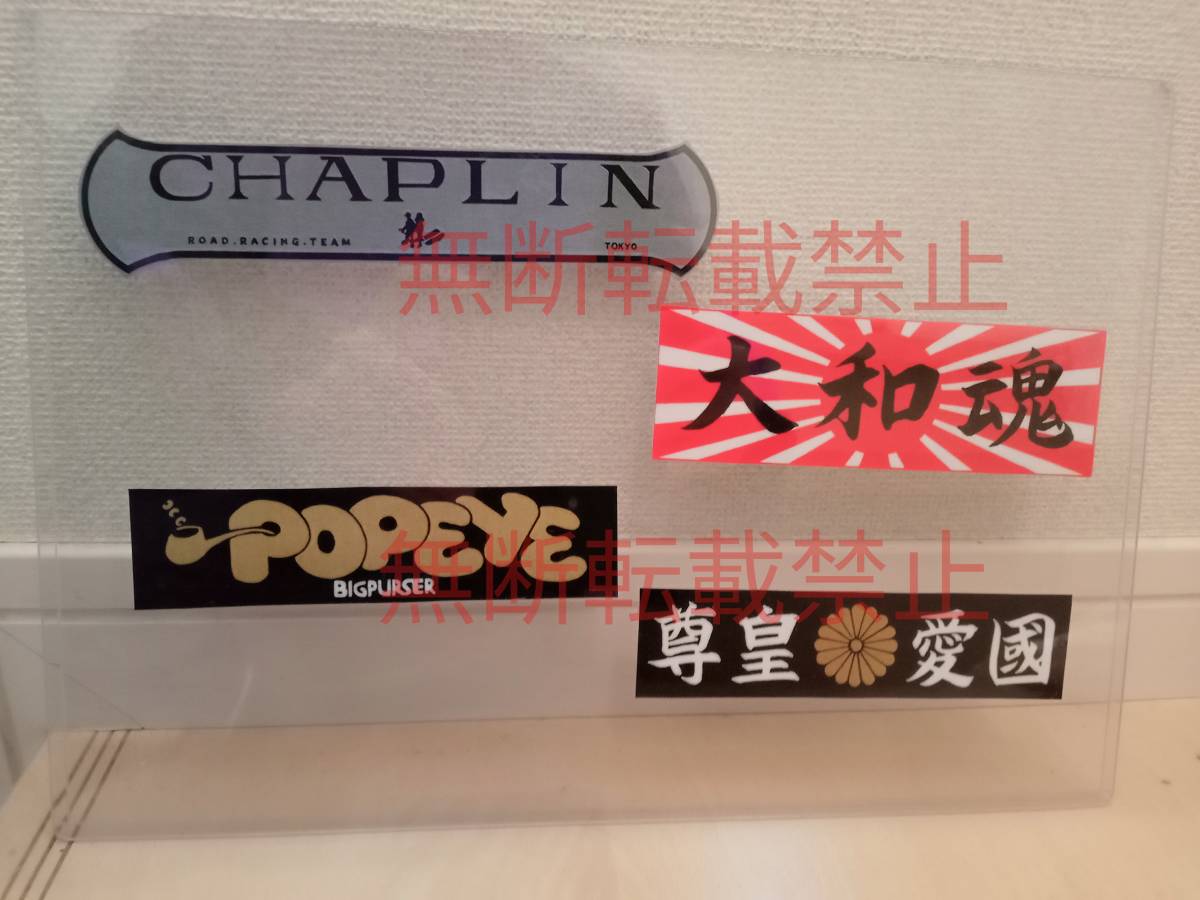 CHAPLIN
ROAD.RACING.TEAM
TOKYO
無断転載禁止
大和魂
POPEYE
BIGPURSER
無断転載禁止
尊皇愛國